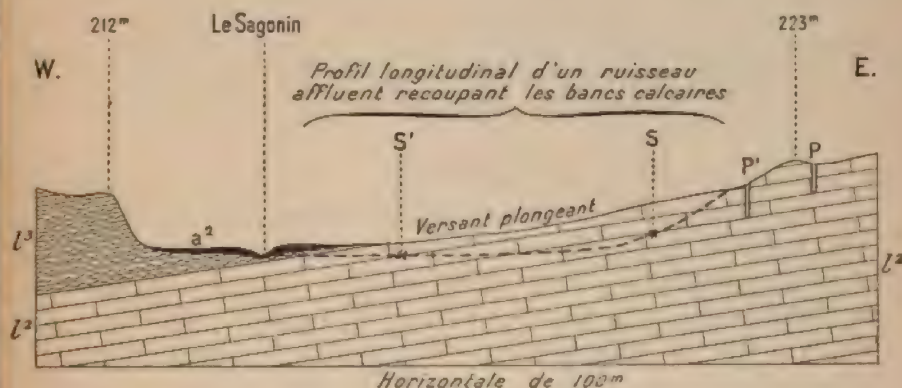 212ᵐ Le Sagonin 223ᵐ
W. E.
Profil longitudinal d'un ruisseau
affluent recoupant les bancs calcaires
S' S
P' P
Versant plongeant
a²
l³
l²
l²
Horizontale de 100ᵐ